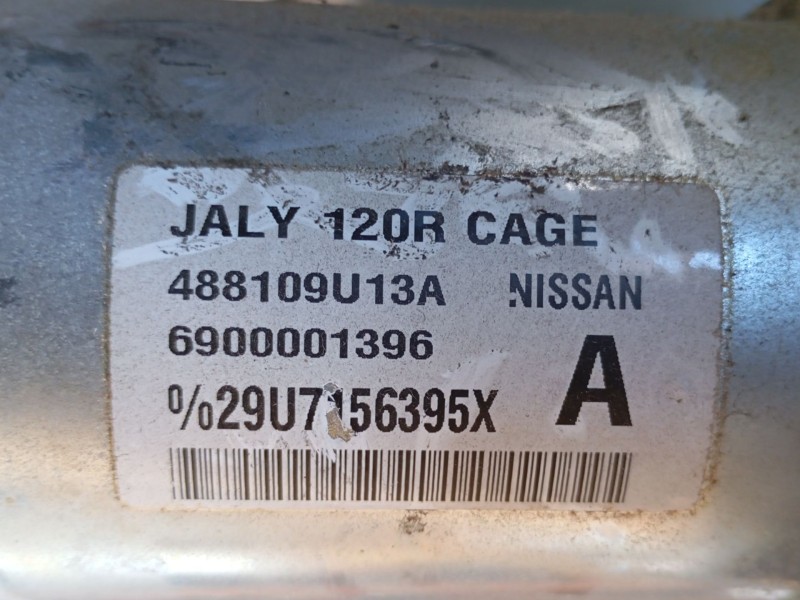 JALY 120R CAGE
488109U13A NISSAN
6900001396
A
%29U7156395X